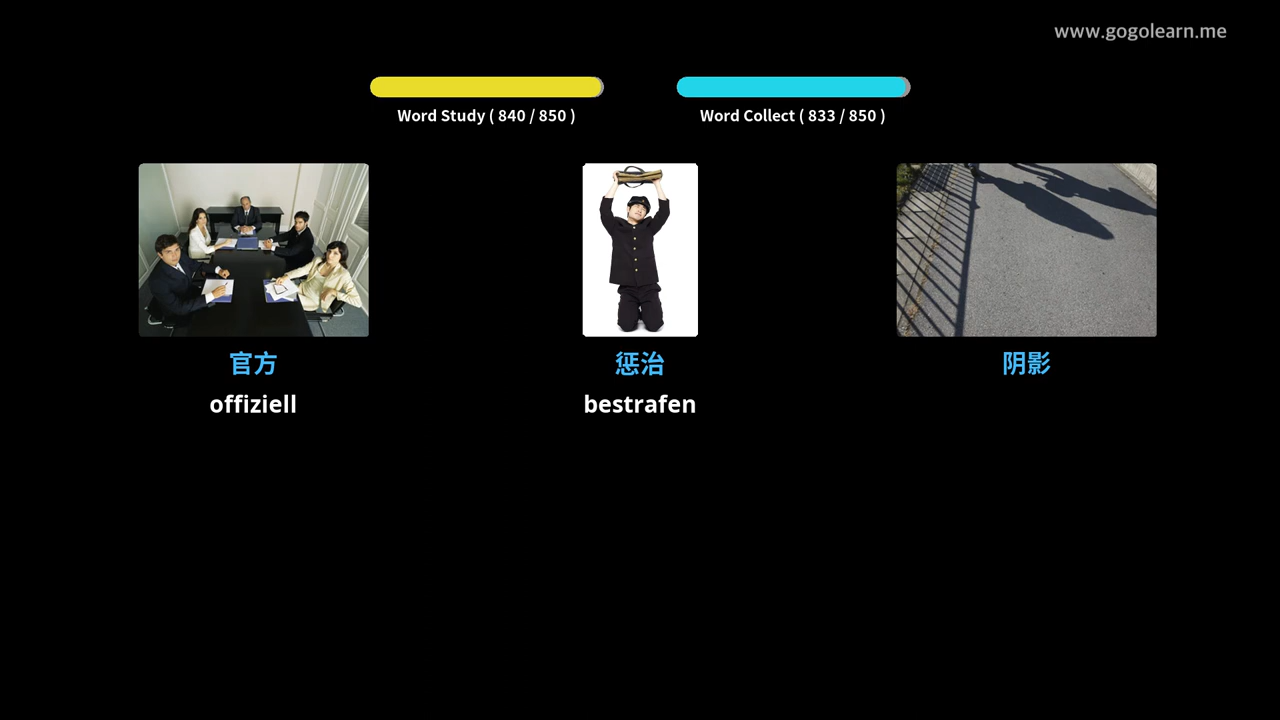 www.gogolearn.me
Word Study ( 840 / 850 )
Word Collect ( 833 / 850 )
官方
惩治
阴影
offiziell
bestrafen